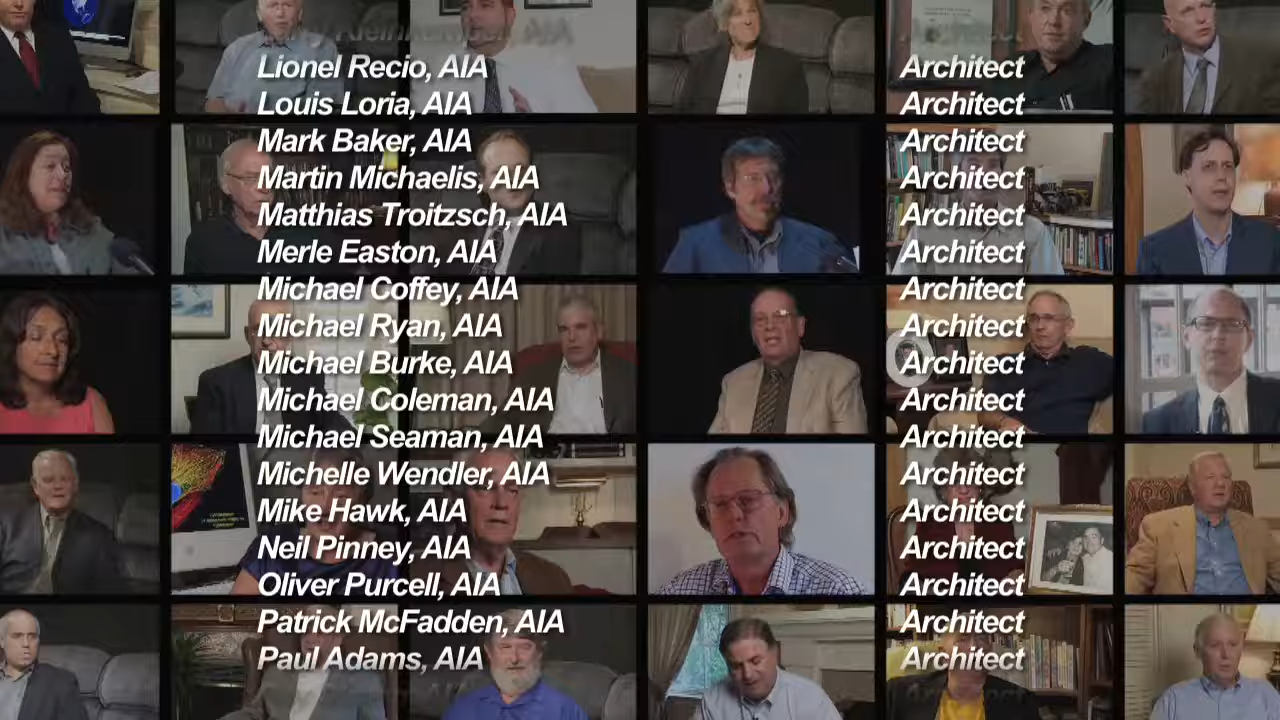 Lionel Recio, AIA Architect
Louis Loria, AIA Architect
Mark Baker, AIA Architect
Martin Michaelis, AIA Architect
Matthias Troitzsch, AIA Architect
Merle Easton, AIA Architect
Michael Coffey, AIA Architect
Michael Ryan, AIA Architect
Michael Burke, AIA Architect
Michael Coleman, AIA Architect
Michael Seaman, AIA Architect
Michelle Wendler, AIA Architect
Mike Hawk, AIA Architect
Neil Pinney, AIA Architect
Oliver Purcell, AIA Architect
Patrick McFadden, AIA Architect
Paul Adams, AIA Architect
AIA Architect